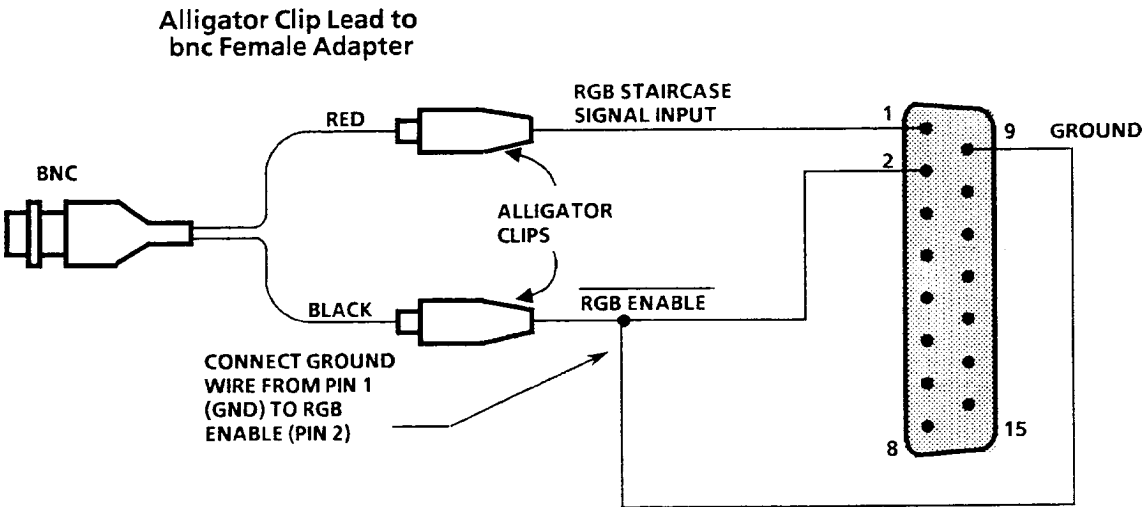 Alligator Clip Lead to
bnc Female Adapter
RGB STAIRCASE
SIGNAL INPUT
RED
1
9
GROUND
2
BNC
ALLIGATOR
CLIPS
BLACK
RGB ENABLE
CONNECT GROUND
WIRE FROM PIN 1
(GND) TO RGB
ENABLE (PIN 2)
8
15